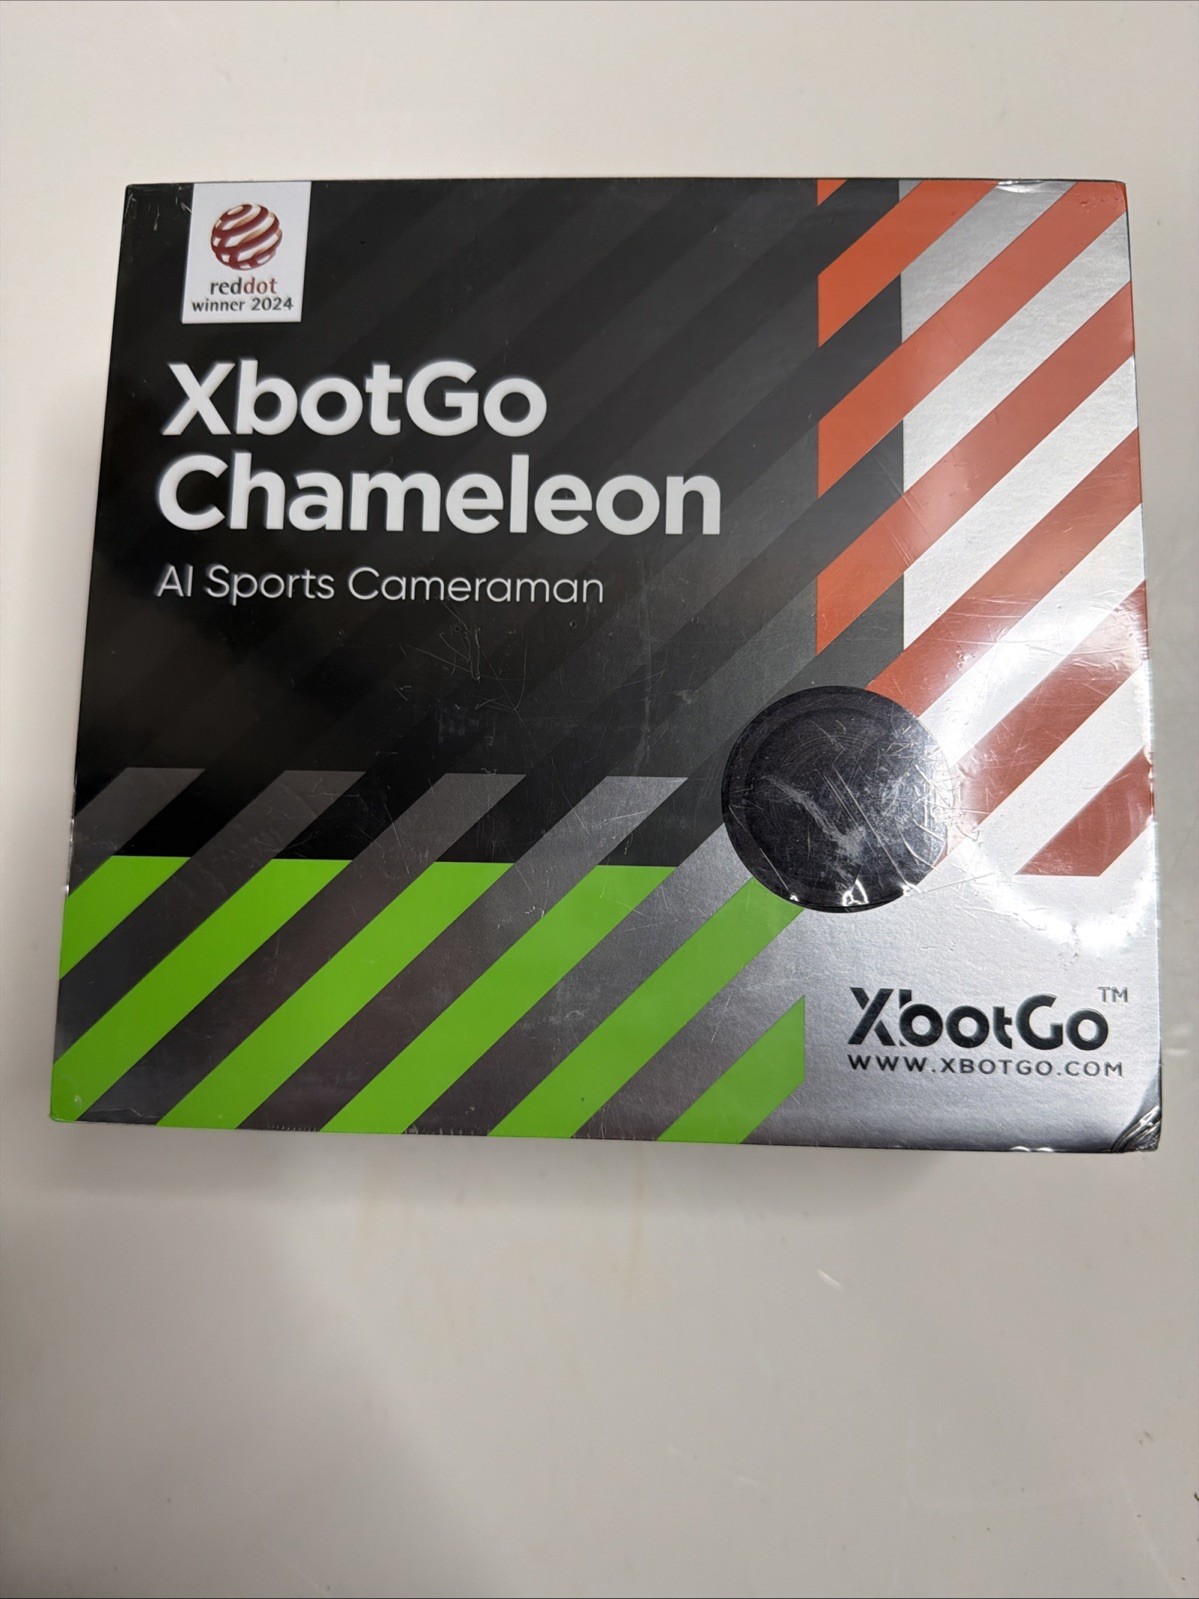 reddot
winner 2024
XbotGo
Chameleon
AI Sports Cameraman
XbotGo™
WWW.XBOTGO.COM